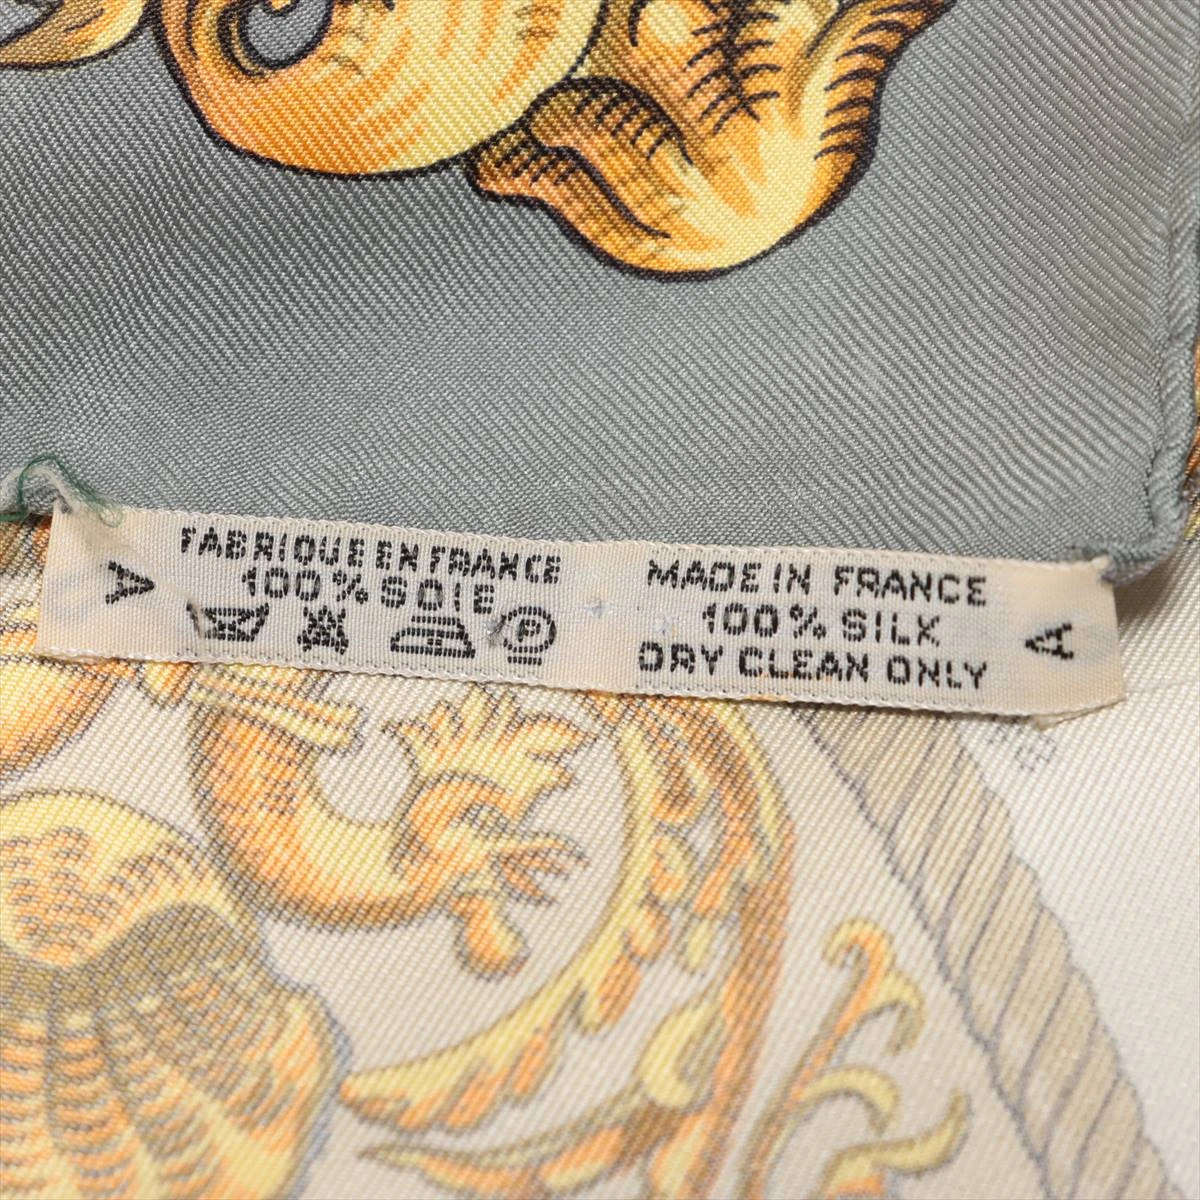 A
FABRIQUE EN FRANCE
100% SOIE
P
MADE IN FRANCE
100% SILK
DRY CLEAN ONLY
A